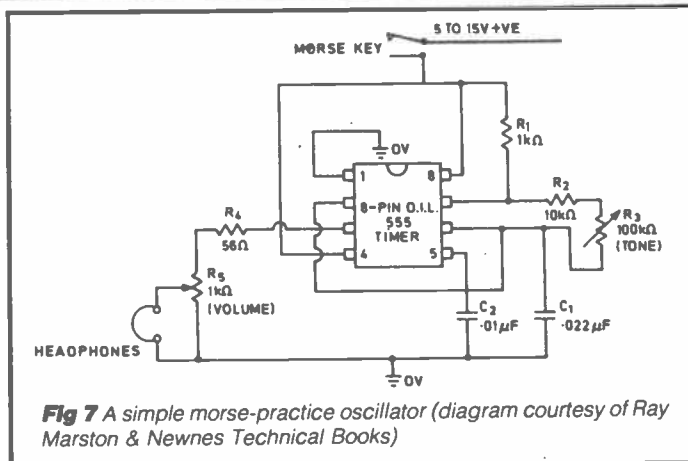 5 TO 15V +VE
MORSE KEY
R1
1kΩ
0V
1
8
R2
10kΩ
R3
100kΩ
(TONE)
8-PIN O.I.L.
555
TIMER
R4
56Ω
4
5
R5
1kΩ
(VOLUME)
C2
·01µF
C1
·022µF
HEADPHONES
0V
Fig 7 A simple morse-practice oscillator (diagram courtesy of Ray
Marston & Newnes Technical Books)